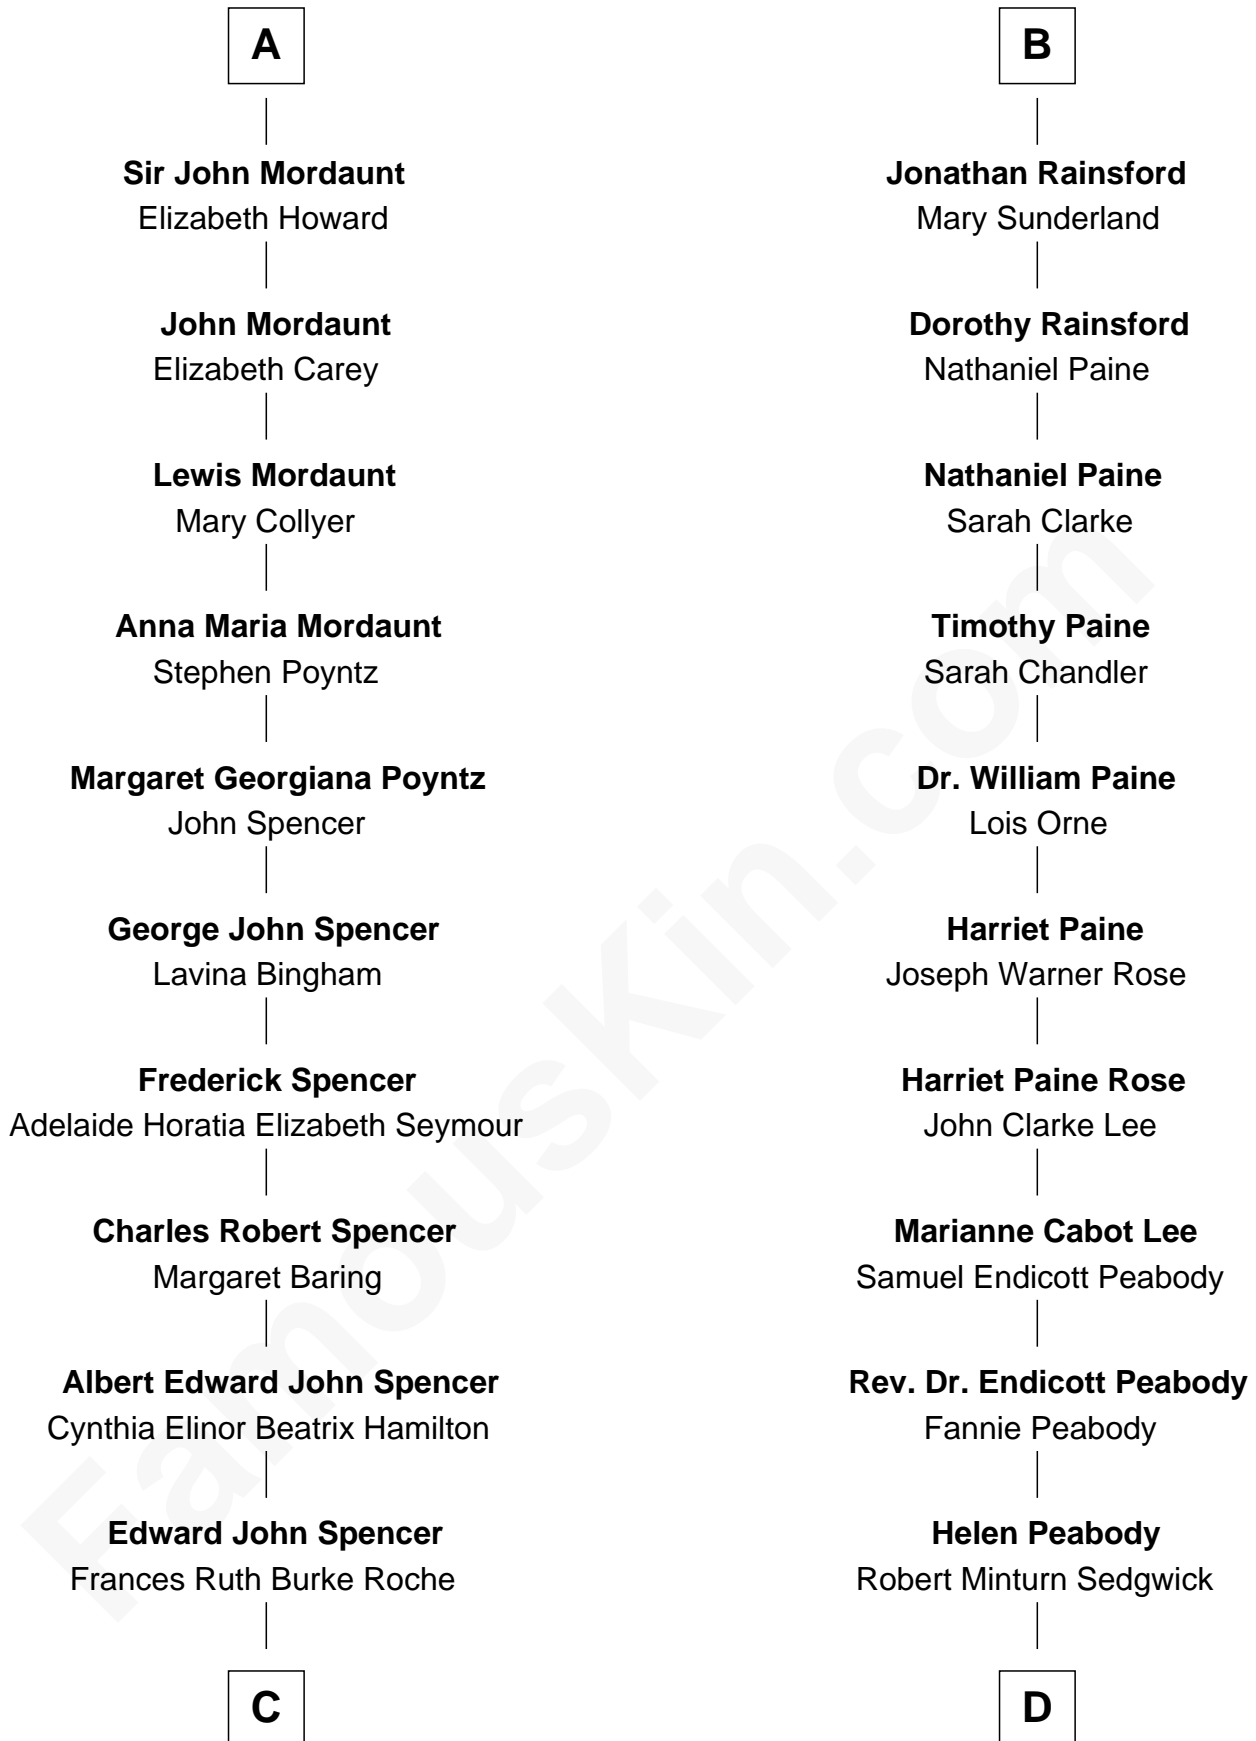 A
Sir John Mordaunt
Elizabeth Howard
John Mordaunt
Elizabeth Carey
Lewis Mordaunt
Mary Collyer
Anna Maria Mordaunt
Stephen Poyntz
Margaret Georgiana Poyntz
John Spencer
George John Spencer
Lavina Bingham
Frederick Spencer
Adelaide Horatia Elizabeth Seymour
Charles Robert Spencer
Margaret Baring
Albert Edward John Spencer
Cynthia Elinor Beatrix Hamilton
Edward John Spencer
Frances Ruth Burke Roche
C
B
Jonathan Rainsford
Mary Sunderland
Dorothy Rainsford
Nathaniel Paine
Nathaniel Paine
Sarah Clarke
Timothy Paine
Sarah Chandler
Dr. William Paine
Lois Orne
Harriet Paine
Joseph Warner Rose
Harriet Paine Rose
John Clarke Lee
Marianne Cabot Lee
Samuel Endicott Peabody
Rev. Dr. Endicott Peabody
Fannie Peabody
Helen Peabody
Robert Minturn Sedgwick
D
FamousKin.com